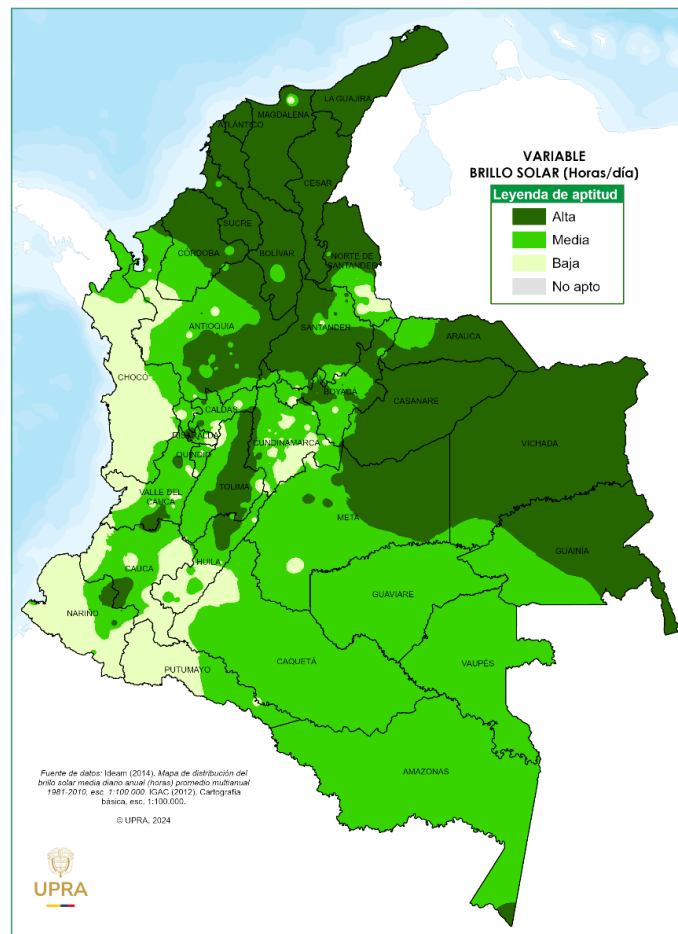 LA GUAJIRA
MAGDALENA
ATLÁNTICO
CESAR
SUCRE
CÓRDOBA
BOLÍVAR
NORTE DE
SANTANDER
ANTIOQUIA
SANTANDER
ARAUCA
CHOCÓ
BOYACÁ
CASANARE
CALDAS
RISARALDA
CUNDINAMARCA
VICHADA
QUINDÍO
TOLIMA
VALLE DEL
CAUCA
META
GUAINÍA
CAUCA
HUILA
GUAVIARE
NARIÑO
PUTUMAYO
CAQUETÁ
VAUPÉS
AMAZONAS
VARIABLE
BRILLO SOLAR (Horas/día)
Leyenda de aptitud
Alta
Media
Baja
No apto
Fuente de datos: Ideam (2014). Mapa de distribución del
brillo solar media diario anual (horas) promedio multianual
1981-2010, esc. 1:100.000. IGAC (2012). Cartografía
básica, esc. 1:100.000.
© UPRA, 2024
UPRA